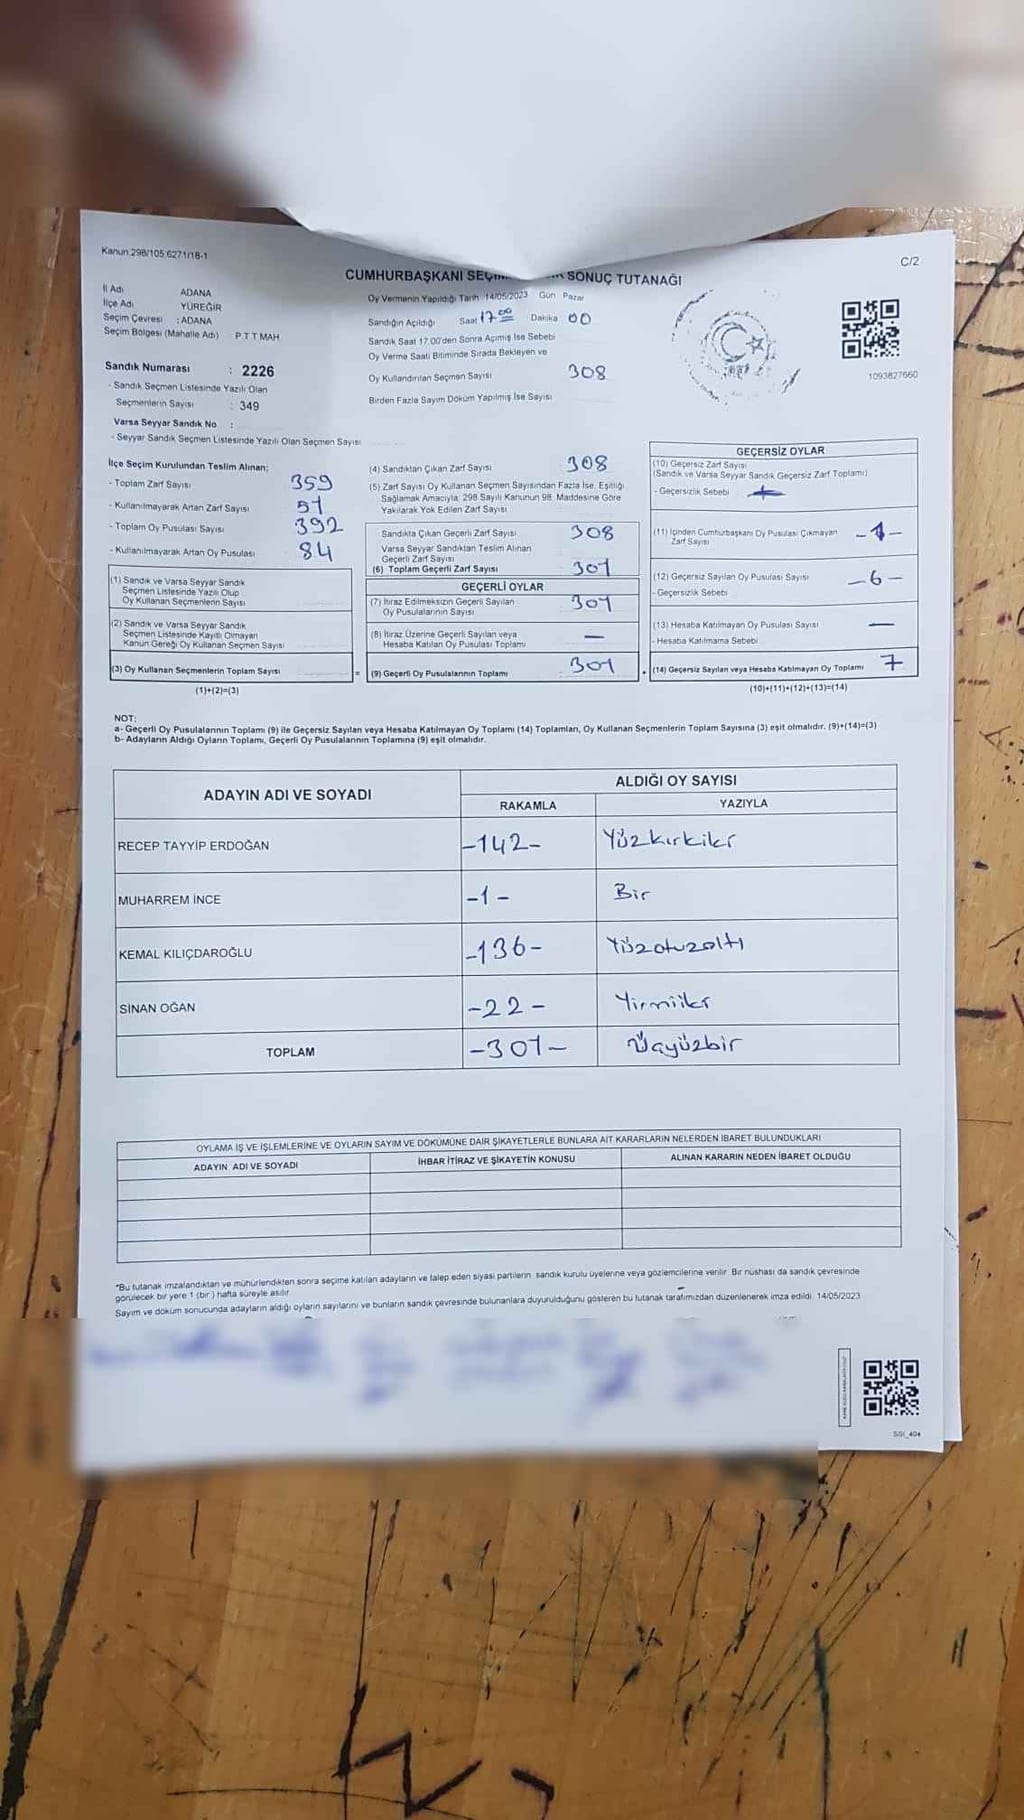 Kanun:298/105:6271/18-1
C/2
CUMHURBAŞKANI SEÇİM SONUÇ TUTANAĞI
İl Adı ADANA
İlçe Adı YÜREĞİR
Seçim Çevresi : ADANA
Seçim Bölgesi (Mahalle Adı) PTT MAH
Sandık Numarası : 2226
- Sandık Seçmen Listesinde Yazılı Olan
Seçmenlerin Sayısı : 349
Varsa Seyyar Sandık No :
- Seyyar Sandık Seçmen Listesinde Yazılı Olan Seçmen Sayısı
Oy Vermenin Yapıldığı Tarih 14/05/2023 Gün Pazar
Sandığın Açıldığı Saat 17 00 Dakika 00
Sandık Saat 17.00'den Sonra Açımış İse Sebebi
Oy Verme Saati Bitiminde Sırada Bekleyen ve
Oy Kullandırılan Seçmen Sayısı 308
Birden Fazla Sayım Döküm Yapılmış İse Sayısı
1093827660
İlçe Seçim Kurulundan Teslim Alınan;
- Toplam Zarf Sayısı 359
- Kullanılmayarak Artan Zarf Sayısı 51
- Toplam Oy Pusulası Sayısı 392
- Kullanılmayarak Artan Oy Pusulası 84
(1) Sandık ve Varsa Seyyar Sandık
Seçmen Listesinde Yazılı Olup
Oy Kullanan Seçmenlerin Sayısı
(2) Sandık ve Varsa Seyyar Sandık
Seçmen Listesinde Kayıtlı Olmayan
Kanun Gereği Oy Kullanan Seçmen Sayısı
(3) Oy Kullanan Seçmenlerin Toplam Sayısı
(1)+(2)=(3)
(4) Sandıktan Çıkan Zarf Sayısı 308
(5) Zarf Sayısı Oy Kullanan Seçmen Sayısından Fazla İse, Eşitliği
Sağlamak Amacıyla; 298 Sayılı Kanunun 98. Maddesine Göre
Yakılarak Yok Edilen Zarf Sayısı
Sandıkta Çıkan Geçerli Zarf Sayısı 308
Varsa Seyyar Sandıktan Teslim Alınan
Geçerli Zarf Sayısı
(6) Toplam Geçerli Zarf Sayısı 301
GEÇERLİ OYLAR
(7) İtiraz Edilmeksizin Geçerli Sayılan
Oy Pusulalarının Sayısı 301
(8) İtiraz Üzerine Geçerli Sayılan veya
Hesaba Katılan Oy Pusulası Toplamı —
= (9) Geçerli Oy Pusulalarının Toplamı 301
GEÇERSİZ OYLAR
(10) Geçersiz Zarf Sayısı
(Sandık ve Varsa Seyyar Sandık Geçersiz Zarf Toplamı)
- Geçersizlik Sebebi
(11) İçinden Cumhurbaşkanı Oy Pusulası Çıkmayan
Zarf Sayısı -1-
(12) Geçersiz Sayılan Oy Pusulası Sayısı -6-
- Geçersizlik Sebebi
(13) Hesaba Katılmayan Oy Pusulası Sayısı —
- Hesaba Katılmama Sebebi
+ (14) Geçersiz Sayılan veya Hesaba Katılmayan Oy Toplamı 7
(10)+(11)+(12)+(13)=(14)
NOT:
a- Geçerli Oy Pusulalarının Toplamı (9) ile Geçersiz Sayılan veya Hesaba Katılmayan Oy Toplamı (14) Toplamları, Oy Kullanan Seçmenlerin Toplam Sayısına (3) eşit olmalıdır. (9)+(14)=(3)
b- Adayların Aldığı Oyların Toplamı, Geçerli Oy Pusulalarının Toplamına (9) eşit olmalıdır.
ADAYIN ADI VE SOYADI
ALDIĞI OY SAYISI
RAKAMLA YAZIYLA
RECEP TAYYİP ERDOĞAN -142- Yüzkırkiki
MUHARREM İNCE -1- Bir
KEMAL KILIÇDAROĞLU -136- Yüzotuzaltı
SİNAN OĞAN -22- Yirmiiki
TOPLAM -301- Üçyüzbir
OYLAMA İŞ VE İŞLEMLERİNE VE OYLARIN SAYIM VE DÖKÜMÜNE DAİR ŞİKAYETLERLE BUNLARA AİT KARARLARIN NELERDEN İBARET BULUNDUKLARI
ADAYIN ADI VE SOYADI İHBAR İTİRAZ VE ŞİKAYETİN KONUSU ALINAN KARARIN NEDEN İBARET OLDUĞU
*Bu tutanak imzalandıktan ve mühürlendikten sonra seçime katılan adayların ve talep eden siyasi partilerin sandık kurulu üyelerine veya gözlemcilerine verilir. Bir nüshası da sandık çevresinde
görülecek bir yere 1 (bir) hafta süreyle asılır.
Sayım ve döküm sonucunda adayların aldığı oyların sayılarını ve bunların sandık çevresinde bulunanlara duyurulduğunu gösteren bu tutanak tarafımızdan düzenlenerek imza edildi. 14/05/2023
SSI_404